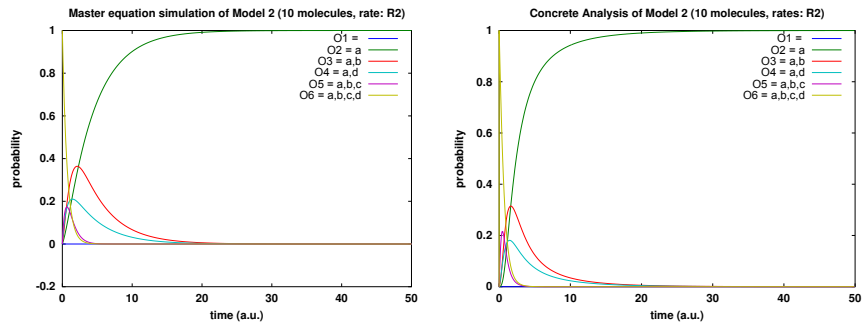 Master equation simulation of Model 2 (10 molecules, rate: R2)
1
0.8
0.6
0.4
0.2
0
-0.2
probability
O1 =
O2 = a
O3 = a,b
O4 = a,d
O5 = a,b,c
O6 = a,b,c,d
0 10 20 30 40 50
time (a.u.)
Concrete Analysis of Model 2 (10 molecules, rates: R2)
1
0.8
0.6
0.4
0.2
0
probability
O1 =
O2 = a
O3 = a,b
O4 = a,d
O5 = a,b,c
O6 = a,b,c,d
0 10 20 30 40 50
time (a.u.)